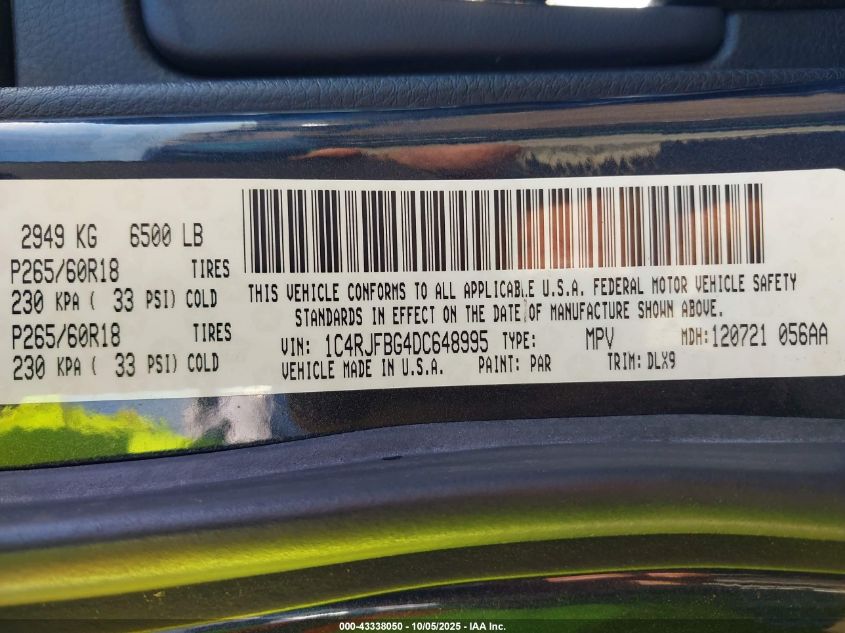 2949 KG 6500 LB
P265/60R18 TIRES
230 KPA ( 33 PSI) COLD
P265/60R18 TIRES
230 KPA ( 33 PSI) COLD
THIS VEHICLE CONFORMS TO ALL APPLICABLE U.S.A. FEDERAL MOTOR VEHICLE SAFETY
STANDARDS IN EFFECT ON THE DATE OF MANUFACTURE SHOWN ABOVE.
VIN: 1C4RJFBG4DC648995 TYPE: MPV MDH:120721 056AA
VEHICLE MADE IN U.S.A. PAINT: PAR TRIM: DLX9
000-43338050 - 10/05/2025 - IAA Inc.